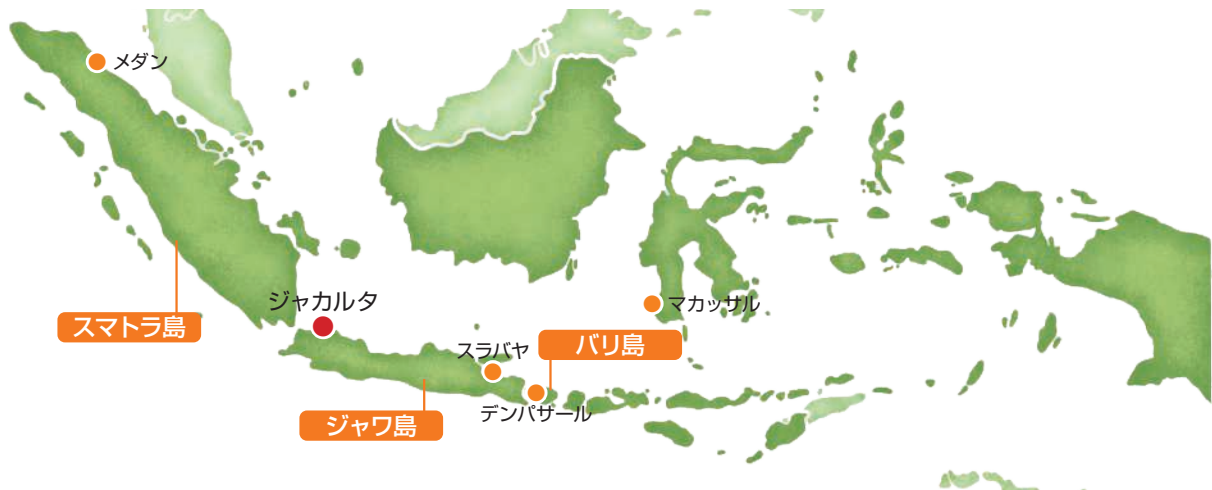 メダン
スマトラ島
ジャカルタ
マカッサル
スラバヤ
バリ島
デンパザール
ジャワ島